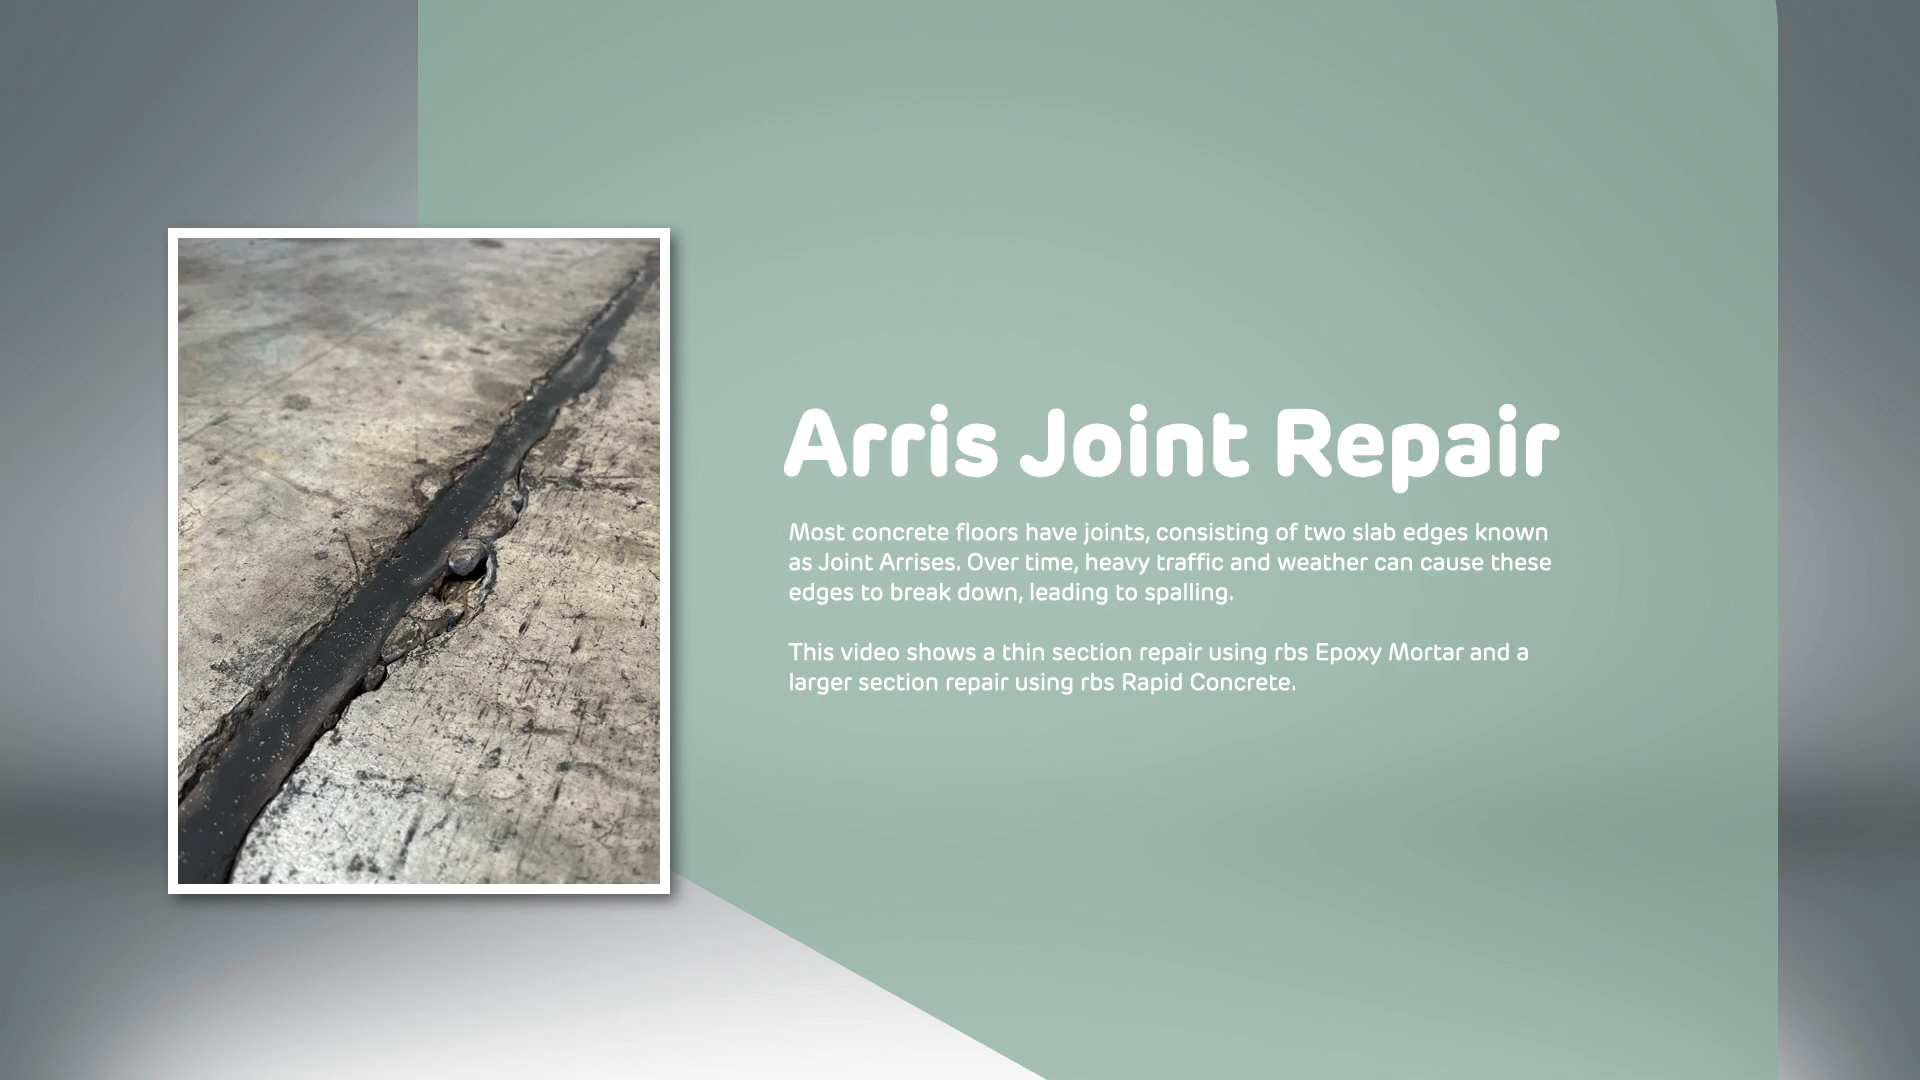 Arris Joint Repair
Most concrete floors have joints, consisting of two slab edges known
as Joint Arrises. Over time, heavy traffic and weather can cause these
edges to break down, leading to spalling.
This video shows a thin section repair using rbs Epoxy Mortar and a
larger section repair using rbs Rapid Concrete.